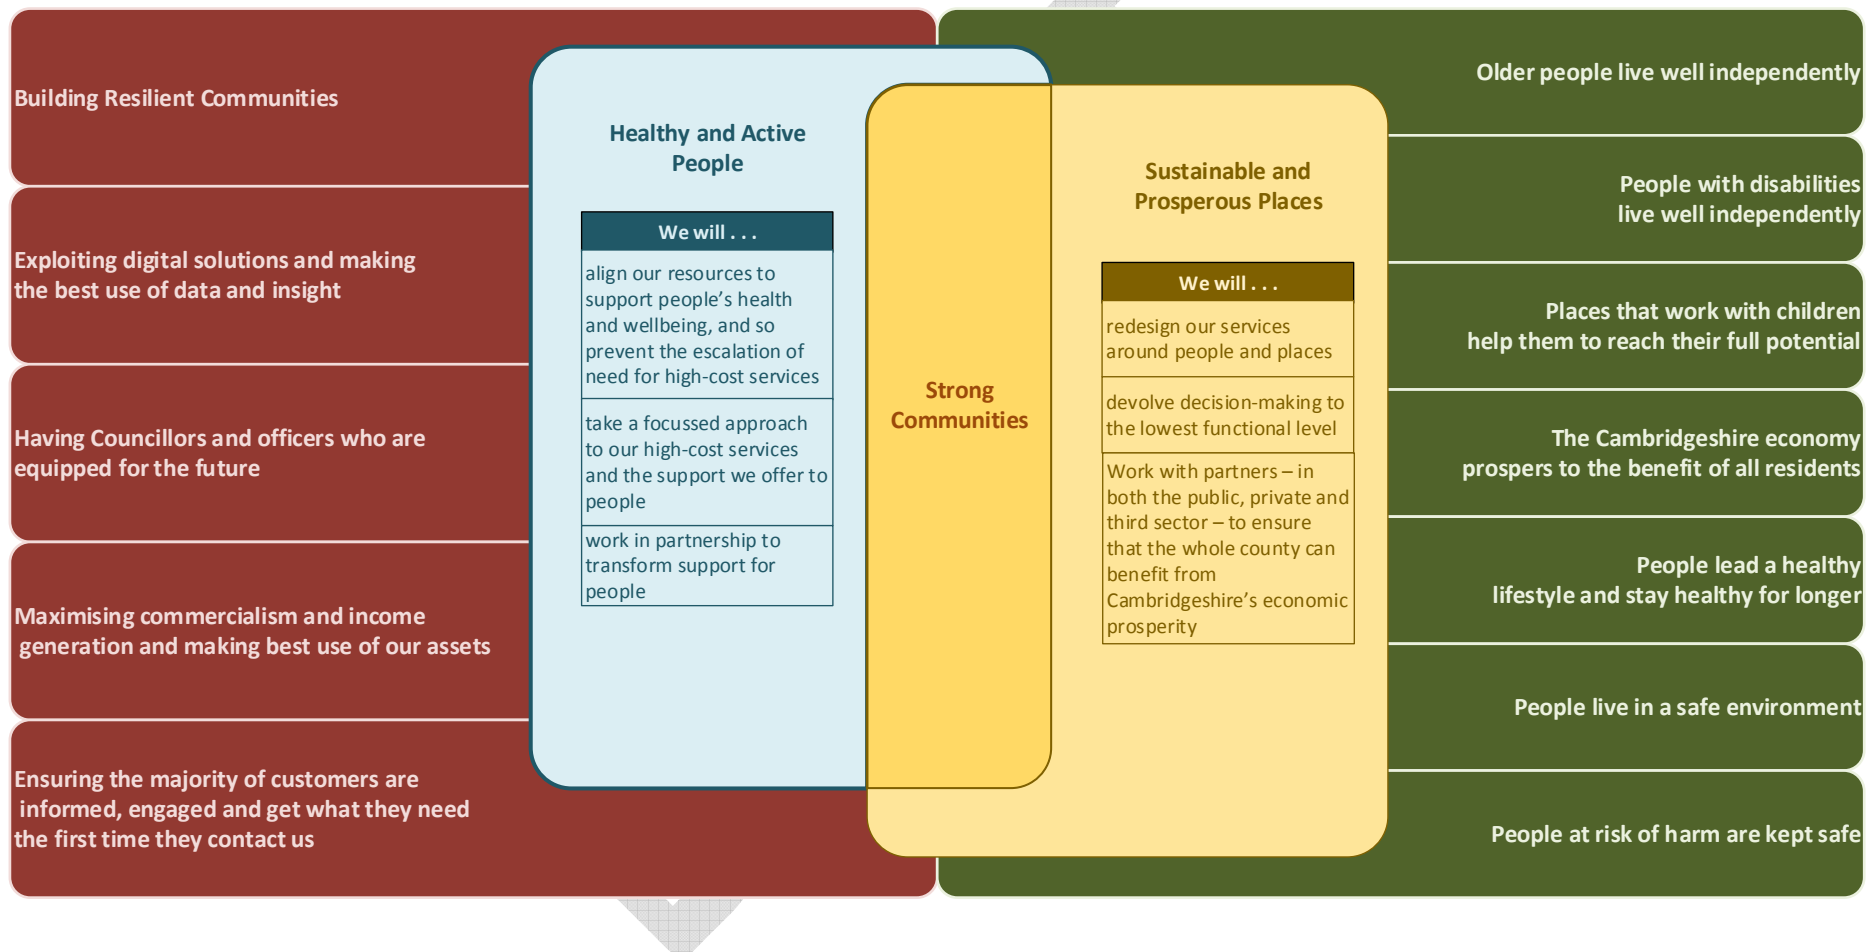 Building Resilient Communities
Exploiting digital solutions and making
the best use of data and insight
Having Councillors and officers who are
equipped for the future
Maximising commercialism and income
generation and making best use of our assets
Ensuring the majority of customers are
informed, engaged and get what they need
the first time they contact us
Healthy and Active
People
We will . . .
align our resources to
support people’s health
and wellbeing, and so
prevent the escalation of
need for high-cost services
take a focussed approach
to our high-cost services
and the support we offer to
people
work in partnership to
transform support for
people
Strong
Communities
Sustainable and
Prosperous Places
We will . . .
redesign our services
around people and places
devolve decision-making to
the lowest functional level
Work with partners – in
both the public, private and
third sector – to ensure
that the whole county can
benefit from
Cambridgeshire’s economic
prosperity
Older people live well independently
People with disabilities
live well independently
Places that work with children
help them to reach their full potential
The Cambridgeshire economy
prospers to the benefit of all residents
People lead a healthy
lifestyle and stay healthy for longer
People live in a safe environment
People at risk of harm are kept safe